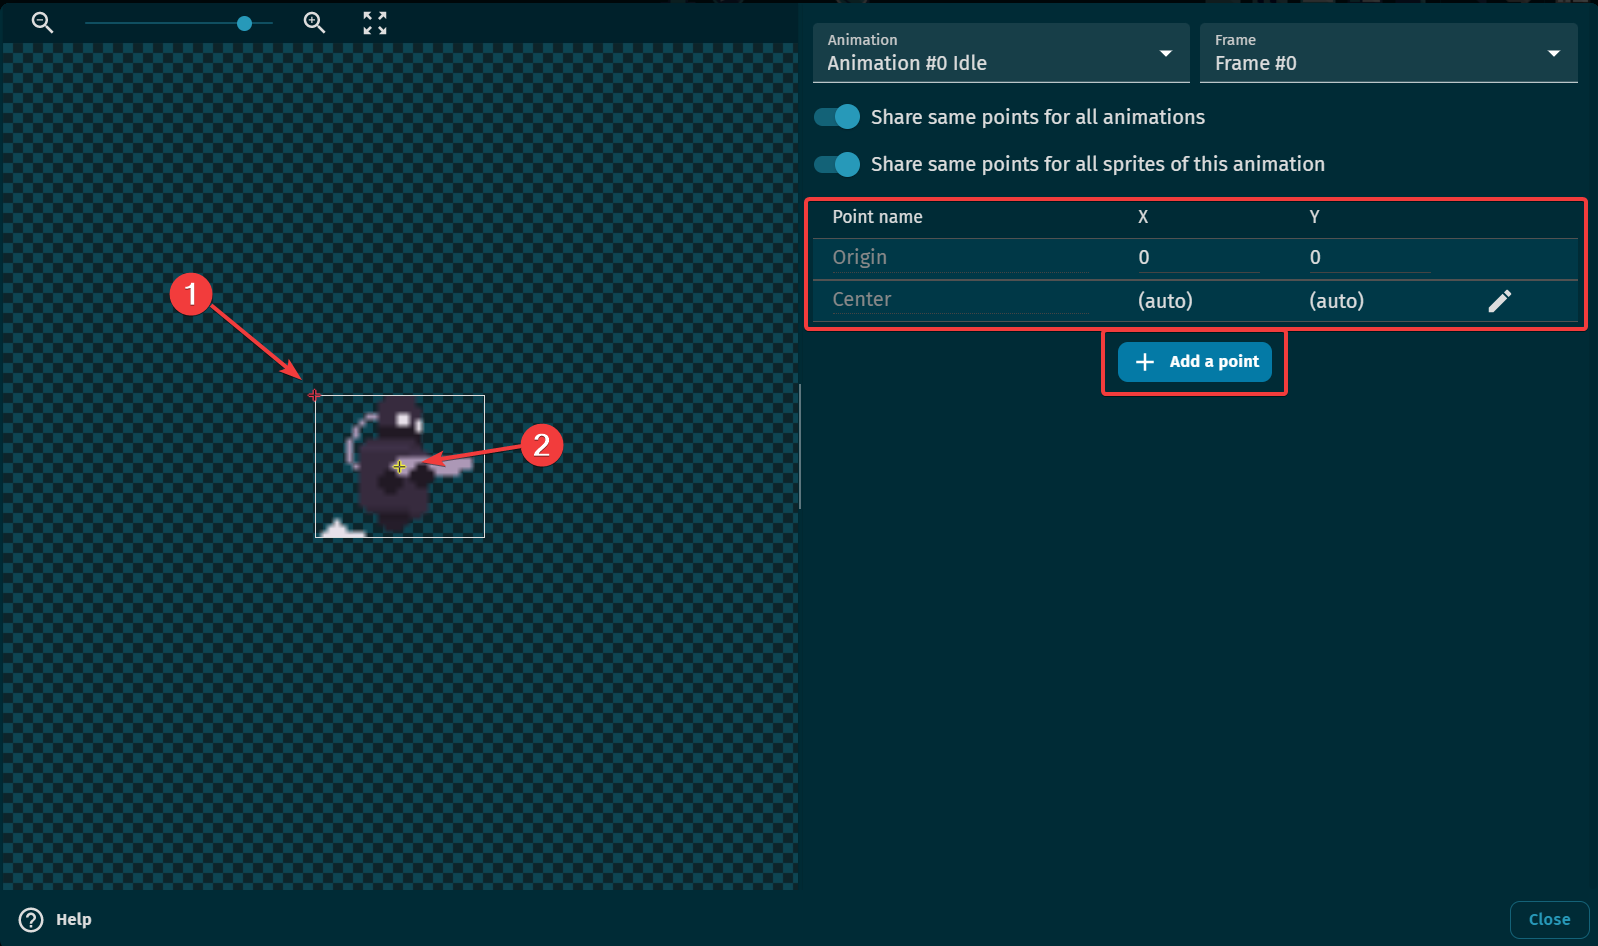 Animation
Animation #0 Idle
Frame
Frame #0
Share same points for all animations
Share same points for all sprites of this animation
Point name X Y
Origin 0 0
Center (auto) (auto)
Add a point
1
2
Help
Close